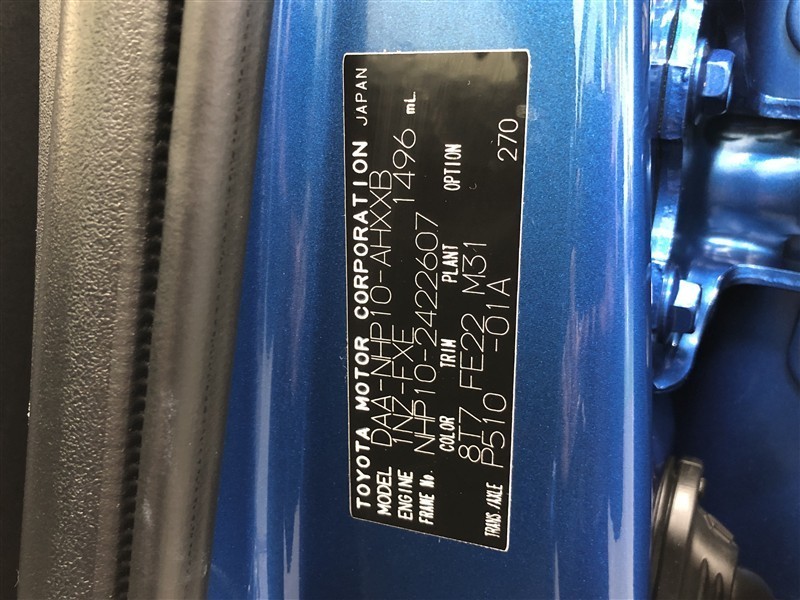 TOYOTA MOTOR CORPORATION JAPAN
MODEL DAA-NHP10-AHXXB
ENGINE 1NZ-FXE 1496 mL
FRAME No. NHP10-2422607
COLOR TRIM PLANT OPTION
8T7 FE22 M31
TRANS/AXLE P510 -01A 270